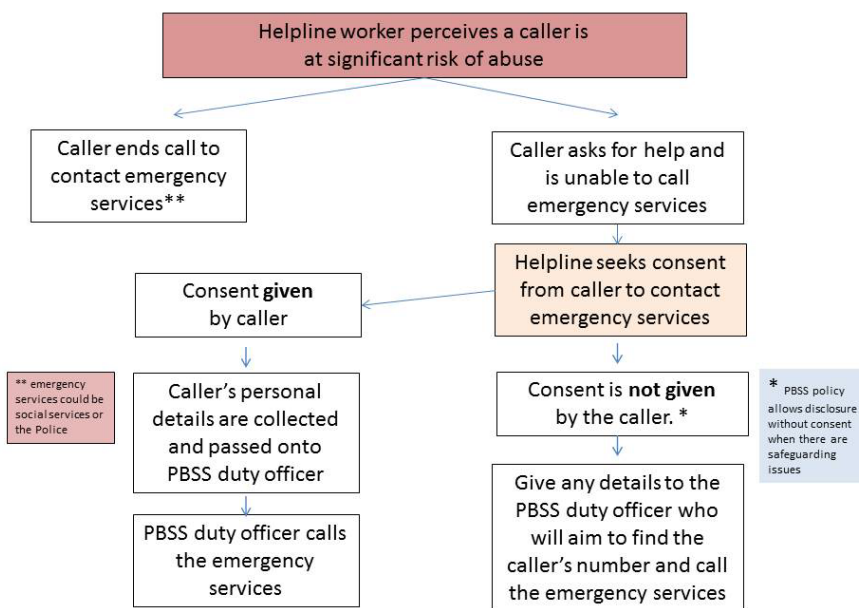 Helpline worker perceives a caller is
at significant risk of abuse
Caller ends call to
contact emergency
services**
Caller asks for help and
is unable to call
emergency services
Helpline seeks consent
from caller to contact
emergency services
Consent given
by caller
** emergency
services could be
social services or
the Police
Caller's personal
details are collected
and passed onto
PBSS duty officer
Consent is not given
by the caller. *
* PBSS policy
allows disclosure
without consent
when there are
safeguarding
issues
PBSS duty officer calls
the emergency
services
Give any details to the
PBSS duty officer who
will aim to find the
caller's number and call
the emergency services